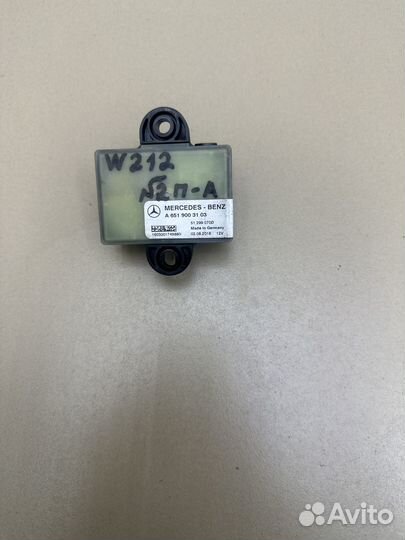 W212
№2П-А
MERCEDES - BENZ
A 651 900 31 03
Made in Germany
12V
Avito